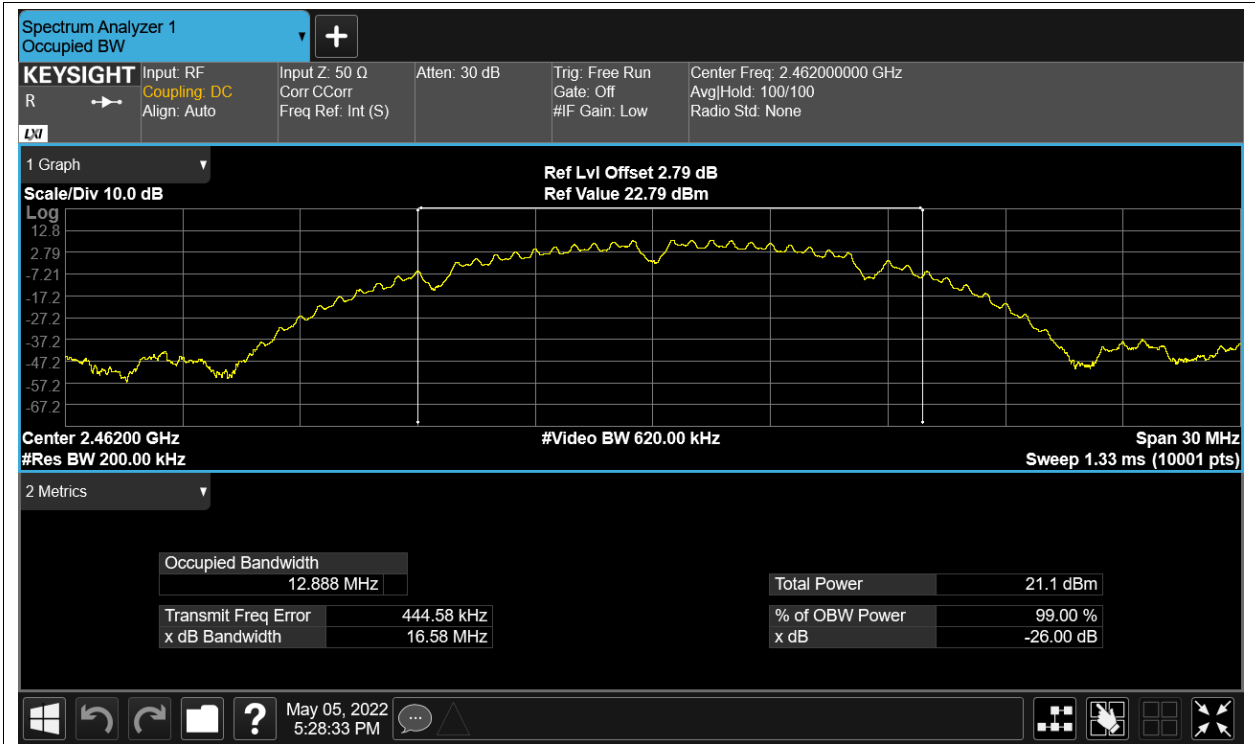 Spectrum Analyzer 1
Occupied BW
KEYSIGHT
R
LXI
Input: RF
Coupling: DC
Align: Auto
Input Z: 50 Ω
Corr CCorr
Freq Ref: Int (S)
Atten: 30 dB
Trig: Free Run
Gate: Off
#IF Gain: Low
Center Freq: 2.462000000 GHz
Avg|Hold: 100/100
Radio Std: None
1 Graph
Scale/Div 10.0 dB
Ref Lvl Offset 2.79 dB
Ref Value 22.79 dBm
Log
12.8
2.79
-7.21
-17.2
-27.2
-37.2
-47.2
-57.2
-67.2
Center 2.46200 GHz
#Video BW 620.00 kHz
Span 30 MHz
#Res BW 200.00 kHz
Sweep 1.33 ms (10001 pts)
2 Metrics
Occupied Bandwidth
12.888 MHz
Total Power 21.1 dBm
Transmit Freq Error 444.58 kHz
% of OBW Power 99.00 %
x dB Bandwidth 16.58 MHz
x dB -26.00 dB
?
May 05, 2022
5:28:33 PM